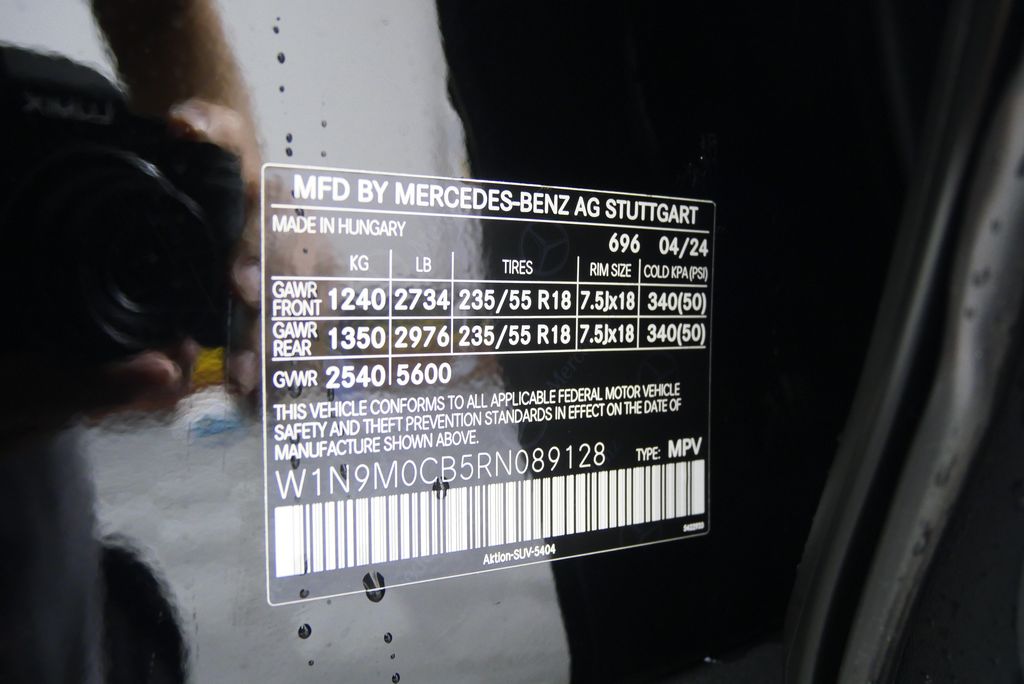 MFD BY MERCEDES-BENZ AG STUTTGART
MADE IN HUNGARY
696 04/24
KG LB TIRES RIM SIZE COLD KPA (PSI)
GAWR FRONT 1240 2734 235/55 R18 7.5Jx18 340(50)
GAWR REAR 1350 2976 235/55 R18 7.5Jx18 340(50)
GVWR 2540 5600
THIS VEHICLE CONFORMS TO ALL APPLICABLE FEDERAL MOTOR VEHICLE
SAFETY AND THEFT PREVENTION STANDARDS IN EFFECT ON THE DATE OF
MANUFACTURE SHOWN ABOVE.
W1N9M0CB5RN089128 TYPE: MPV
Aktion-SUV-5404